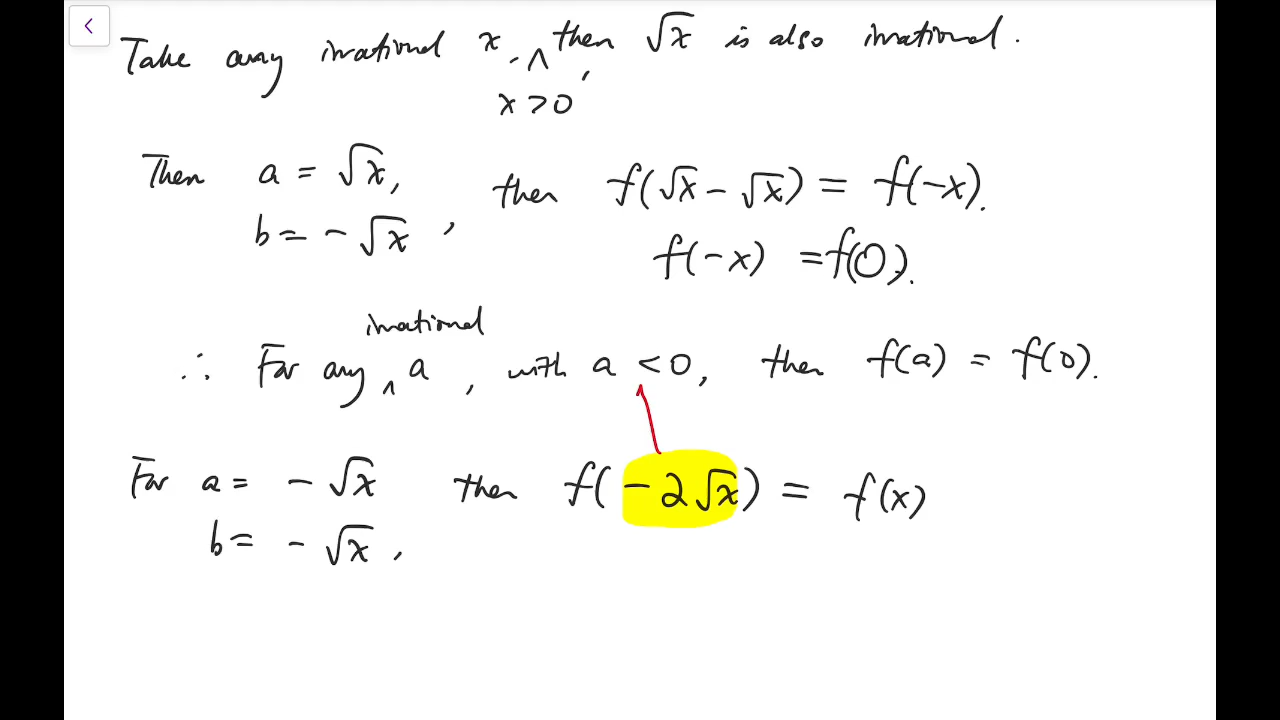 Take any irrational x, ^ then √x is also irrational.
x > 0 ,
Then a = √x, then f(√x - √x) = f(-x).
b = - √x ,
f(-x) = f(0).
irrational
∴ For any ^ a , with a < 0, then f(a) = f(0).
For a = - √x then f(-2√x) = f(x)
b = - √x ,